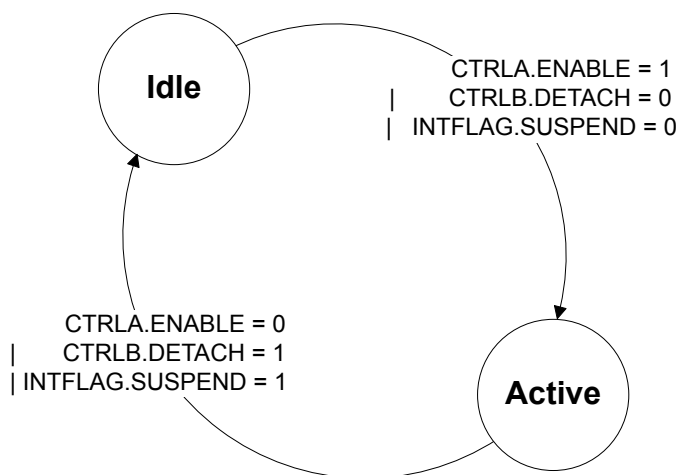 Idle
CTRLA.ENABLE = 1
| CTRLB.DETACH = 0
| INTFLAG.SUSPEND = 0
CTRLA.ENABLE = 0
| CTRLB.DETACH = 1
| INTFLAG.SUSPEND = 1
Active